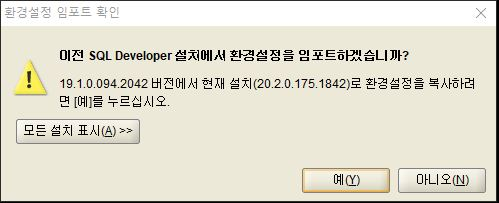 환경설정 임포트 확인
이전 SQL Developer 설치에서 환경설정을 임포트하겠습니까?
19.1.0.094.2042 버전에서 현재 설치(20.2.0.175.1842)로 환경설정을 복사하려
면 [예]를 누르십시오.
모든 설치 표시(A) >>
예(Y) 아니오(N)